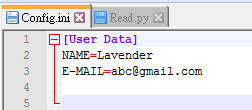 Config.ini Read.py
1 [User Data]
2 NAME=Lavender
3 E-MAIL=abc@gmail.com
4
5